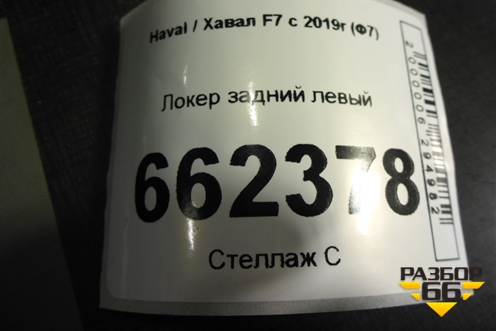 Haval / Хавал F7 с 2019г (Ф7)
Локер задний левый
662378
Стеллаж С
2000006294982
РАЗБОР
66